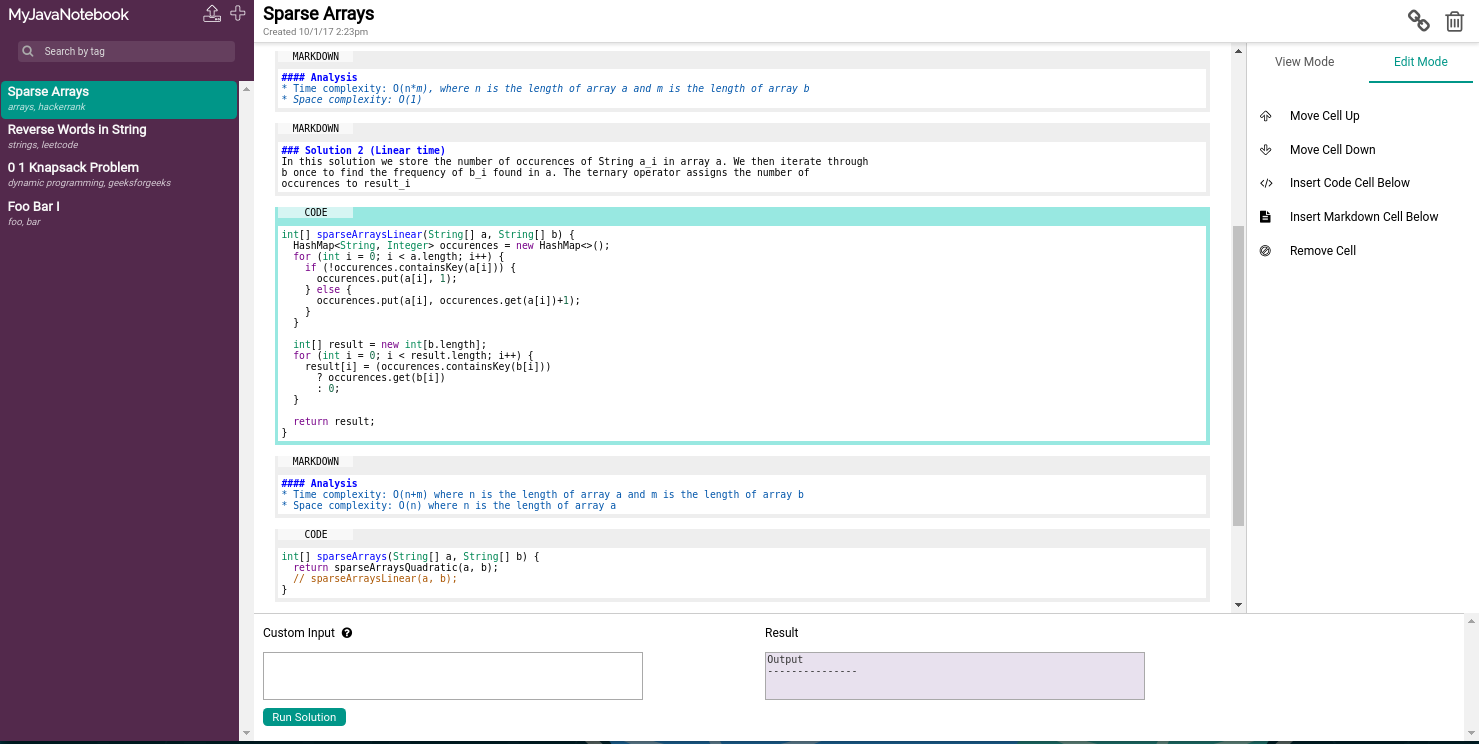 MyJavaNotebook
Search by tag
Sparse Arrays
arrays, hackerrank
Reverse Words in String
strings, leetcode
0 1 Knapsack Problem
dynamic programming, geeksforgeeks
Foo Bar I
foo, bar
Sparse Arrays
Created 10/1/17 2:23pm
MARKDOWN
#### Analysis
* Time complexity: O(n*m), where n is the length of array a and m is the length of array b
* Space complexity: O(1)
MARKDOWN
### Solution 2 (Linear time)
In this solution we store the number of occurences of String a_i in array a. We then iterate through
b once to find the frequency of b_i found in a. The ternary operator assigns the number of
occurences to result_i
CODE
int[] sparseArraysLinear(String[] a, String[] b) {
  HashMap<String, Integer> occurences = new HashMap<>();
  for (int i = 0; i < a.length; i++) {
    if (!occurences.containsKey(a[i])) {
      occurences.put(a[i], 1);
    } else {
      occurences.put(a[i], occurences.get(a[i])+1);
    }
  }
  int[] result = new int[b.length];
  for (int i = 0; i < result.length; i++) {
    result[i] = (occurences.containsKey(b[i]))
      ? occurences.get(b[i])
      : 0;
  }
  return result;
}
MARKDOWN
#### Analysis
* Time complexity: O(n+m) where n is the length of array a and m is the length of array b
* Space complexity: O(n) where n is the length of array a
CODE
int[] sparseArrays(String[] a, String[] b) {
  return sparseArraysQuadratic(a, b);
  // sparseArraysLinear(a, b);
}
View Mode
Edit Mode
Move Cell Up
Move Cell Down
Insert Code Cell Below
Insert Markdown Cell Below
Remove Cell
Custom Input
Run Solution
Result
Output
---------------